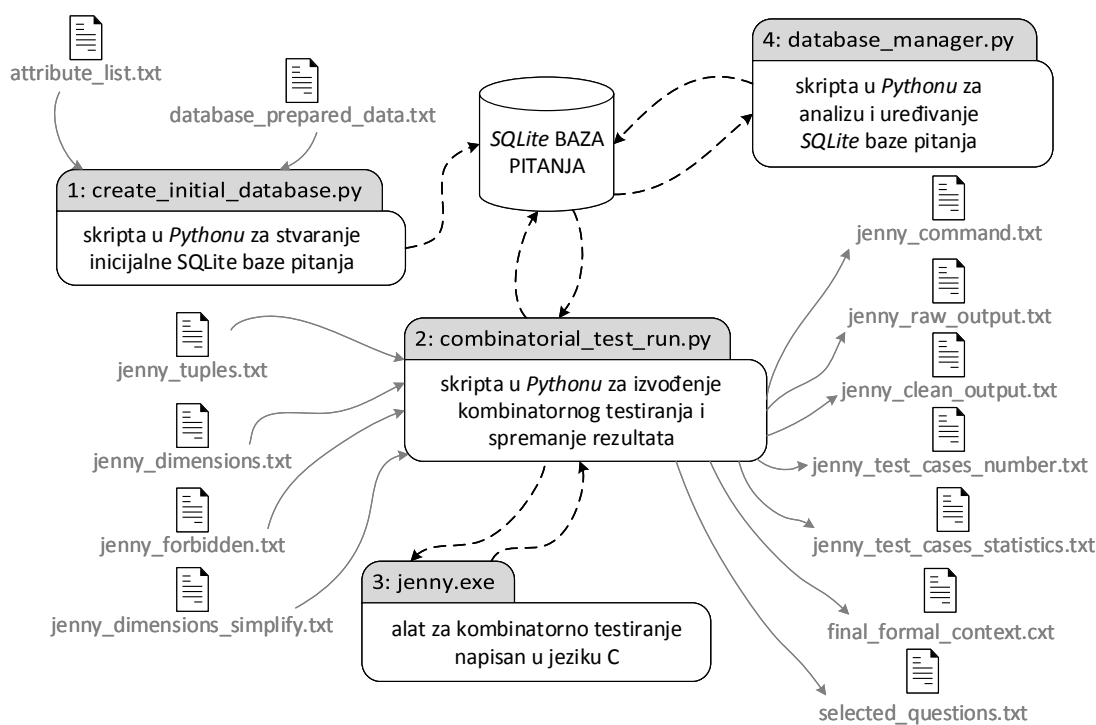 attribute_list.txt
database_prepared_data.txt
1: create_initial_database.py
skripta u Pythonu za stvaranje
inicijalne SQLite baze pitanja
SQLite BAZA
PITANJA
4: database_manager.py
skripta u Pythonu za
analizu i uređivanje
SQLite baze pitanja
jenny_tuples.txt
jenny_dimensions.txt
jenny_forbidden.txt
jenny_dimensions_simplify.txt
2: combinatorial_test_run.py
skripta u Pythonu za izvođenje
kombinatornog testiranja i
spremanje rezultata
3: jenny.exe
alat za kombinatorno testiranje
napisan u jeziku C
jenny_command.txt
jenny_raw_output.txt
jenny_clean_output.txt
jenny_test_cases_number.txt
jenny_test_cases_statistics.txt
final_formal_context.cxt
selected_questions.txt